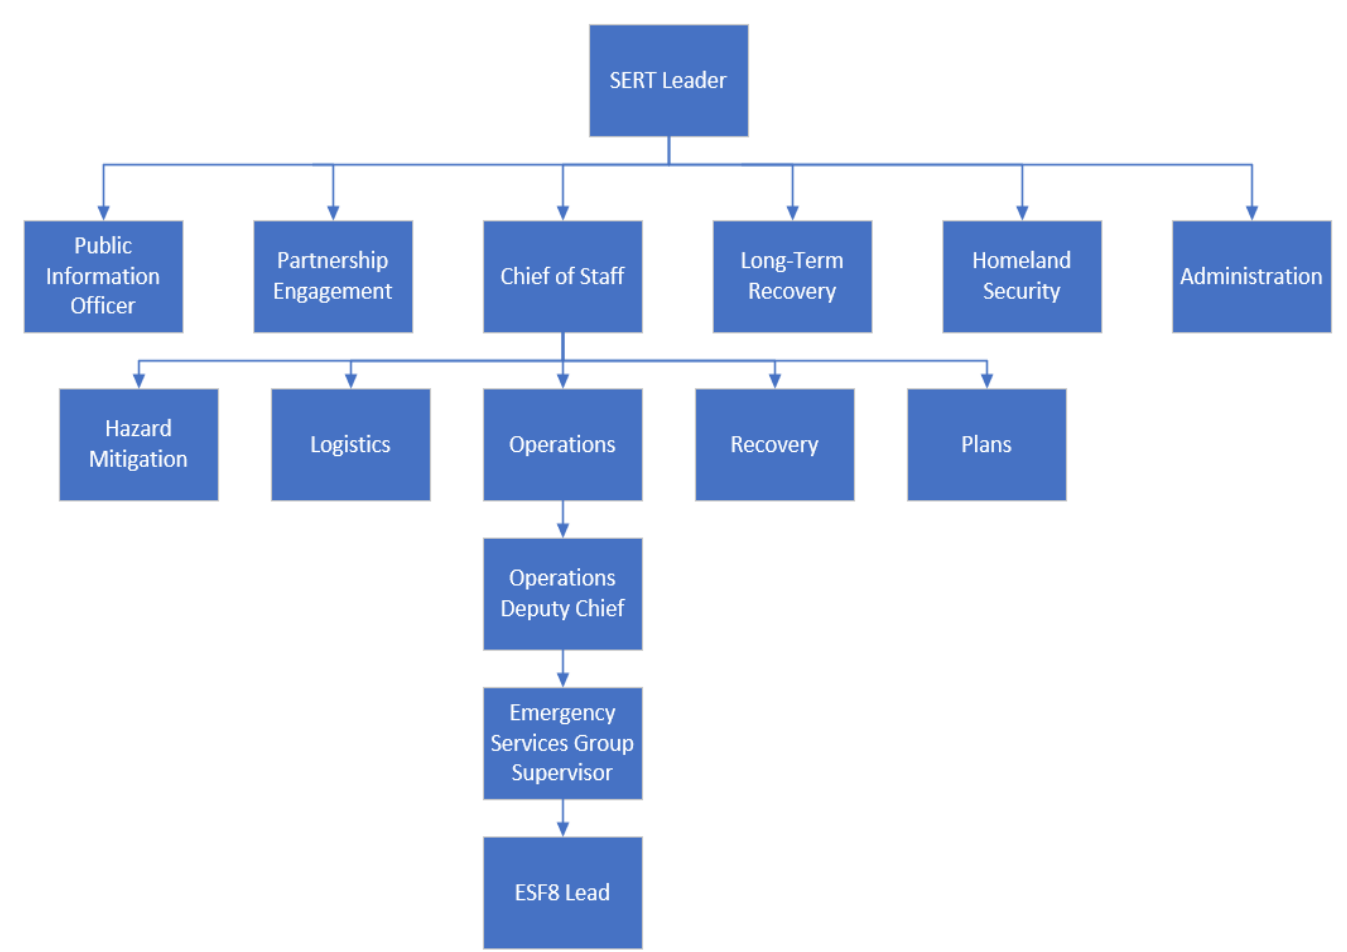 SERT Leader
Public
Information
Officer
Partnership
Engagement
Chief of Staff
Long-Term
Recovery
Homeland
Security
Administration
Hazard
Mitigation
Logistics
Operations
Recovery
Plans
Operations
Deputy Chief
Emergency
Services Group
Supervisor
ESF8 Lead